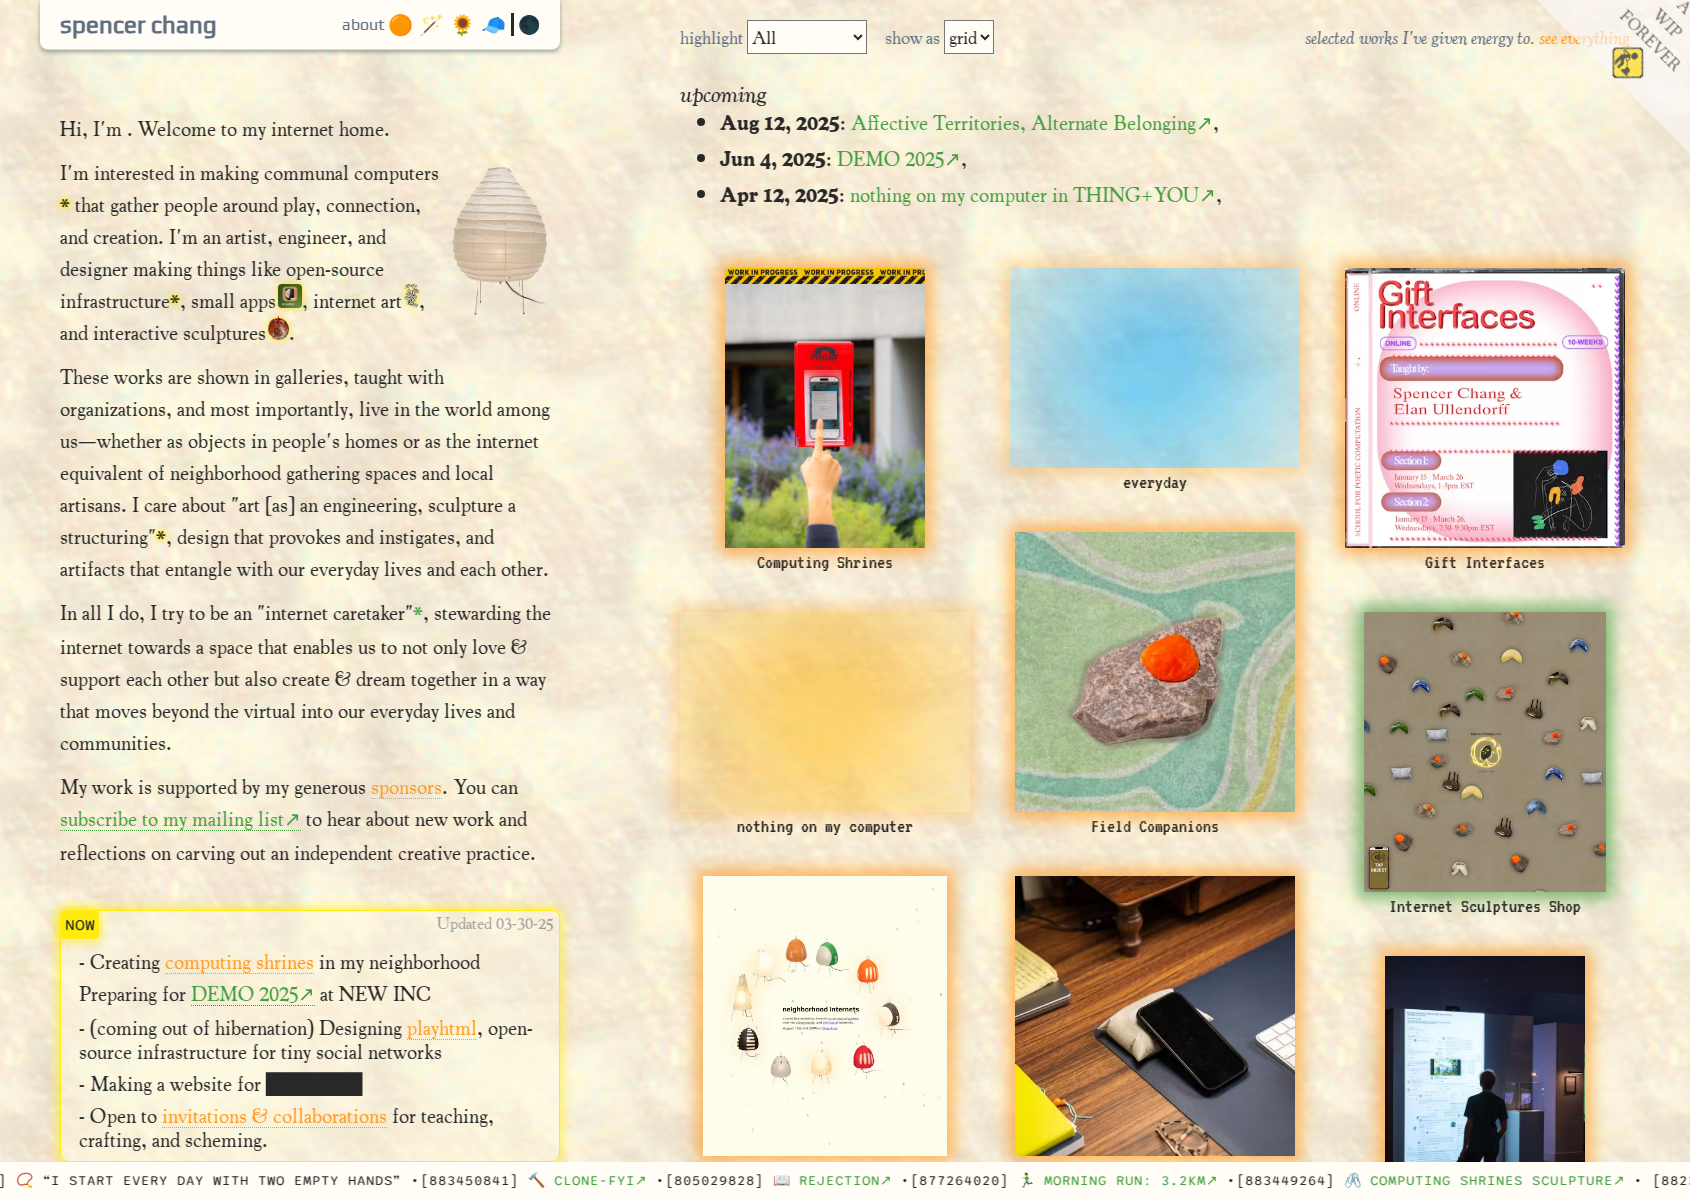 spencer chang
about
highlight All show as grid
selected works I've given energy to. see everything
A WIP FOREVER
Hi, I'm . Welcome to my internet home.
I'm interested in making communal computers
* that gather people around play, connection,
and creation. I'm an artist, engineer, and
designer making things like open-source
infrastructure*, small apps, internet art,
and interactive sculptures.
These works are shown in galleries, taught with
organizations, and most importantly, live in the world among
us—whether as objects in people's homes or as the internet
equivalent of neighborhood gathering spaces and local
artisans. I care about "art [as] an engineering, sculpture a
structuring"*, design that provokes and instigates, and
artifacts that entangle with our everyday lives and each other.
In all I do, I try to be an "internet caretaker"*, stewarding the
internet towards a space that enables us to not only love &
support each other but also create & dream together in a way
that moves beyond the virtual into our everyday lives and
communities.
My work is supported by my generous sponsors. You can
subscribe to my mailing list↗ to hear about new work and
reflections on carving out an independent creative practice.
NOW
Updated 03-30-25
- Creating computing shrines in my neighborhood
Preparing for DEMO 2025↗ at NEW INC
- (coming out of hibernation) Designing playhtml, open-
source infrastructure for tiny social networks
- Making a website for
- Open to invitations & collaborations for teaching,
crafting, and scheming.
upcoming
• Aug 12, 2025: Affective Territories, Alternate Belonging↗,
• Jun 4, 2025: DEMO 2025↗,
• Apr 12, 2025: nothing on my computer in THING+YOU↗,
WORK IN PROGRESS WORK IN PROGRESS WORK IN PRO
PHONE
Computing Shrines
everyday
Gift
Interfaces
ONLINE
10-WEEKS
Taught by:
Spencer Chang &
Elan Ullendorff
Section 1:
January 15 - March 26
Wednesdays, 1-3pm EST
Section 2:
January 15 - March 26,
Wednesdays, 7:30-9:30pm EST
ONLINE
SCHOOL FOR POETIC COMPUTATION
Gift Interfaces
nothing on my computer
Field Companions
TAP
OBJECT
Internet Sculptures Shop
neighborhood internets
] “I START EVERY DAY WITH TWO EMPTY HANDS” •[883450841] CLONE-FYI↗ •[805029828] REJECTION↗ •[877264020] MORNING RUN: 3.2KM↗ •[883449264] COMPUTING SHRINES SCULPTURE↗ • [882